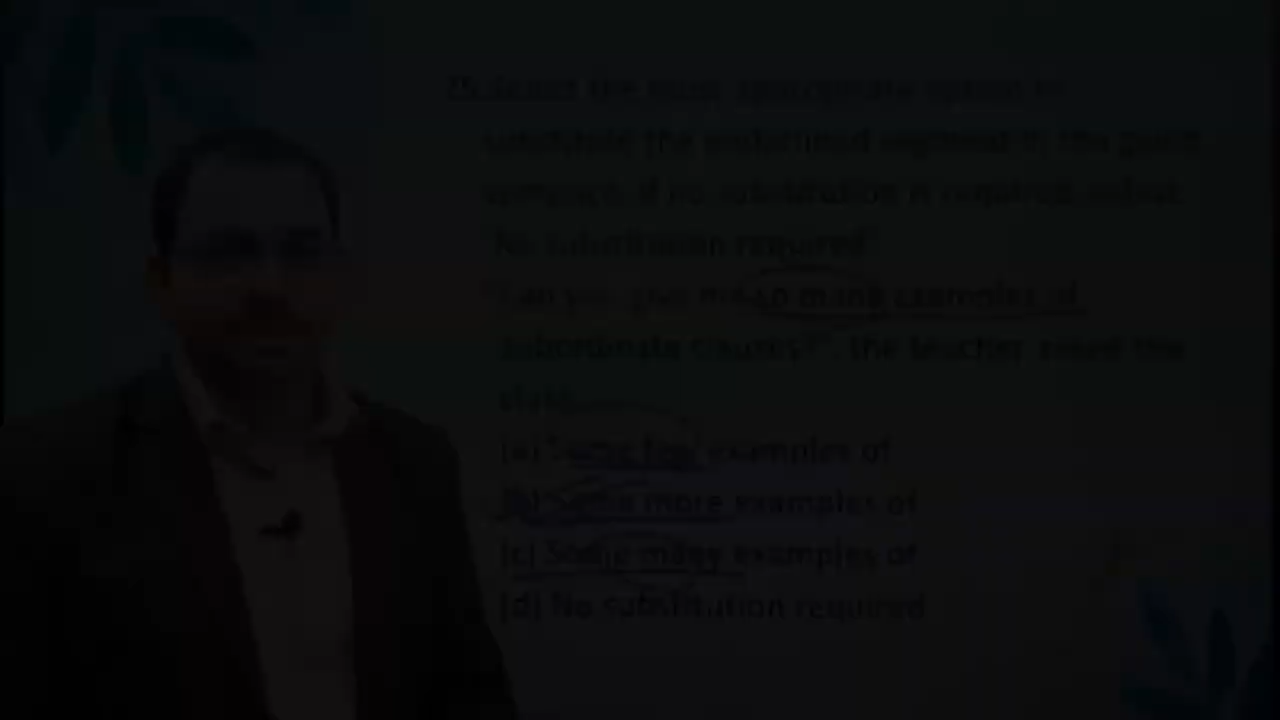 75. Select the most appropriate option to
substitute the underlined segment in the given
sentence. If no substitution is required, select
'No substitution required'.
"Can you give me so many examples of
subordinate clauses?", the teacher asked the
(a) Some few examples of
(b) Some more examples of
(c) Some many examples of
(d) No substitution required